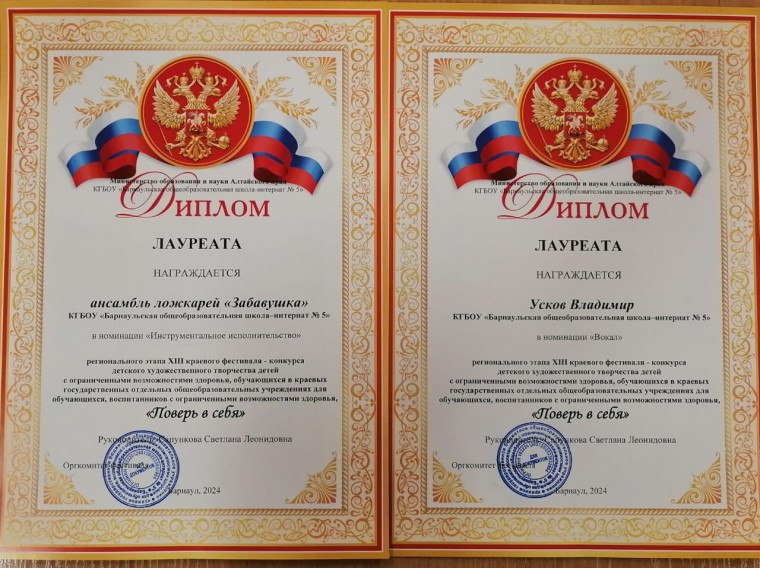 Министерство образования и науки Алтайского края
КГБОУ «Барнаульская общеобразовательная школа-интернат № 5»
Диплом
ЛАУРЕАТА
НАГРАЖДАЕТСЯ
ансамбль ложкарей «Забавушка»
КГБОУ «Барнаульская общеобразовательная школа–интернат № 5»
в номинации «Инструментальное исполнительство»
регионального этапа XIII краевого фестиваля - конкурса
детского художественного творчества детей
с ограниченными возможностями здоровья, обучающихся в краевых
государственных отдельных общеобразовательных учреждениях для
обучающихся, воспитанников с ограниченными возможностями здоровья,
«Поверь в себя»
Руководитель: Сапункова Светлана Леонидовна
Оргкомитет фестиваля
Барнаул, 2024
Министерство образования и науки Алтайского края
КГБОУ «Барнаульская общеобразовательная школа-интернат № 5»
Диплом
ЛАУРЕАТА
НАГРАЖДАЕТСЯ
Усков Владимир
КГБОУ «Барнаульская общеобразовательная школа–интернат № 5»
в номинации «Вокал»
регионального этапа XIII краевого фестиваля - конкурса
детского художественного творчества детей
с ограниченными возможностями здоровья, обучающихся в краевых
государственных отдельных общеобразовательных учреждениях для
обучающихся, воспитанников с ограниченными возможностями здоровья,
«Поверь в себя»
Светлана Леонидовна
Оргкомитет фестиваля
для документов
Барнаул, 2024